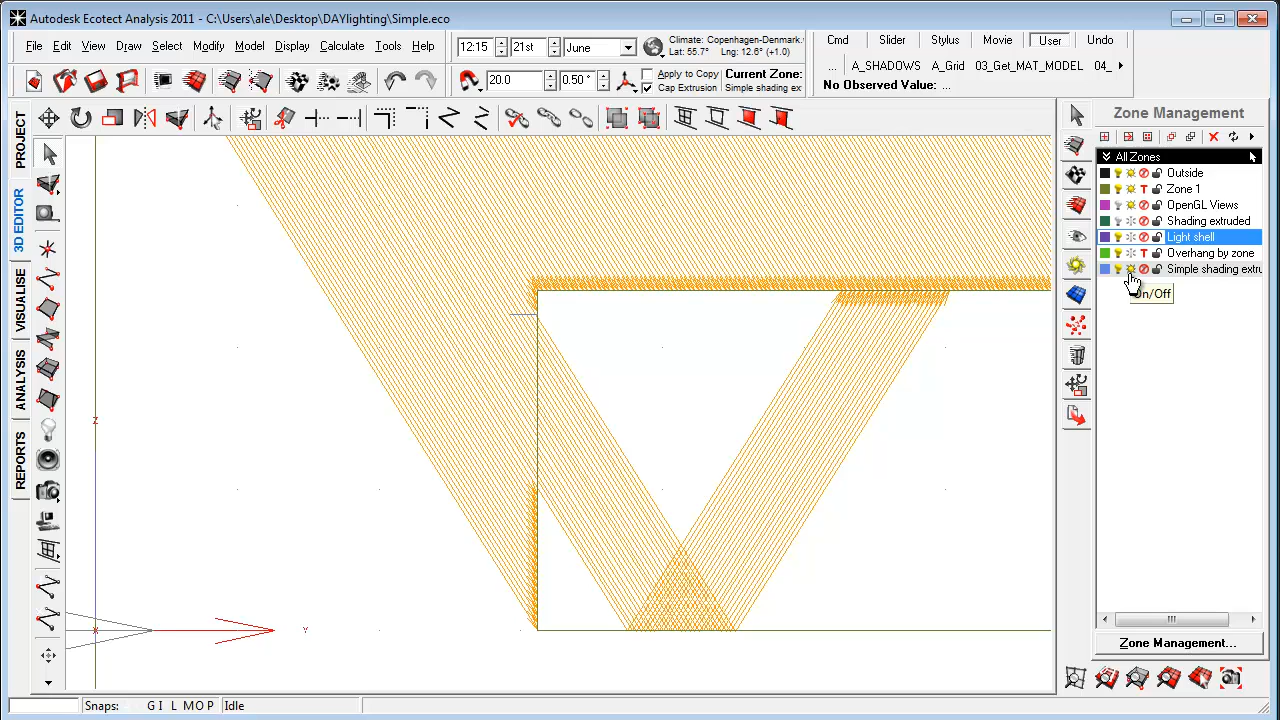 Autodesk Ecotect Analysis 2011 - C:\Users\ale\Desktop\DAYlighting\Simple.eco
File Edit View Draw Select Modify Model Display Calculate Tools Help
12:15 21st June
Climate: Copenhagen-Denmark.
Lat: 55.7° Lng: 12.6° (+1.0)
Cmd Slider Stylus Movie User Undo
... A_SHADOWS A_Grid 03_Get_MAT_MODEL 04_
No Observed Value: ...
20.0 0.50°
Apply to Copy
Cap Extrusion
Current Zone:
Simple shading ex
PROJECT
3D EDITOR
VISUALISE
ANALYSIS
REPORTS
Z
X
Y
Zone Management
All Zones
Outside
Zone 1
OpenGL Views
Shading extruded
Light shell
Overhang by zone
Simple shading extru
On/Off
Zone Management...
Snaps: G I L M O P Idle